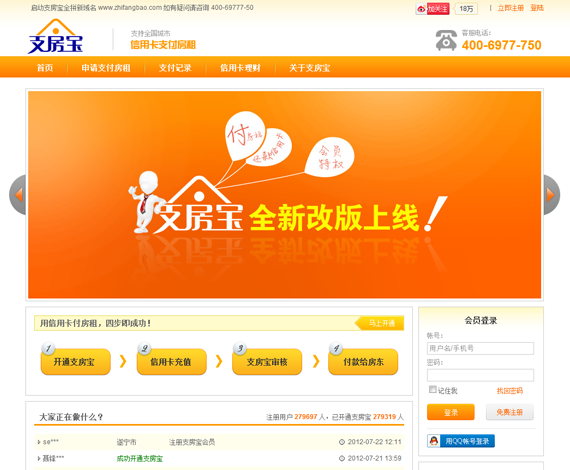 启动支房宝全拼新域名 www.zhifangbao.com 如有疑问请咨询 400-69777-50
加关注 18万 | 立即注册 登陆
支房宝
支持全国城市
信用卡支付房租
客服电话:
400-6977-750
首页 申请支付房租 支付记录 信用卡理财 关于支房宝
付房租
还最信用卡
会员特权
支房宝 全新改版上线!
用信用卡付房租，四步即成功！ 马上开通
1 开通支房宝 2 信用卡充值 3 支房宝审核 4 付款给房东
会员登录
帐号:
用户名/手机号
密码:
记住我 找回密码
登录 免费注册
用QQ帐号登录
大家正在做什么？ 注册用户 279697 人，已开通支房宝 279319 人
se*** 遂宁市 注册支房宝会员 2012-07-22 12:11
聂锋*** 成功开通支房宝 2012-07-21 13:59